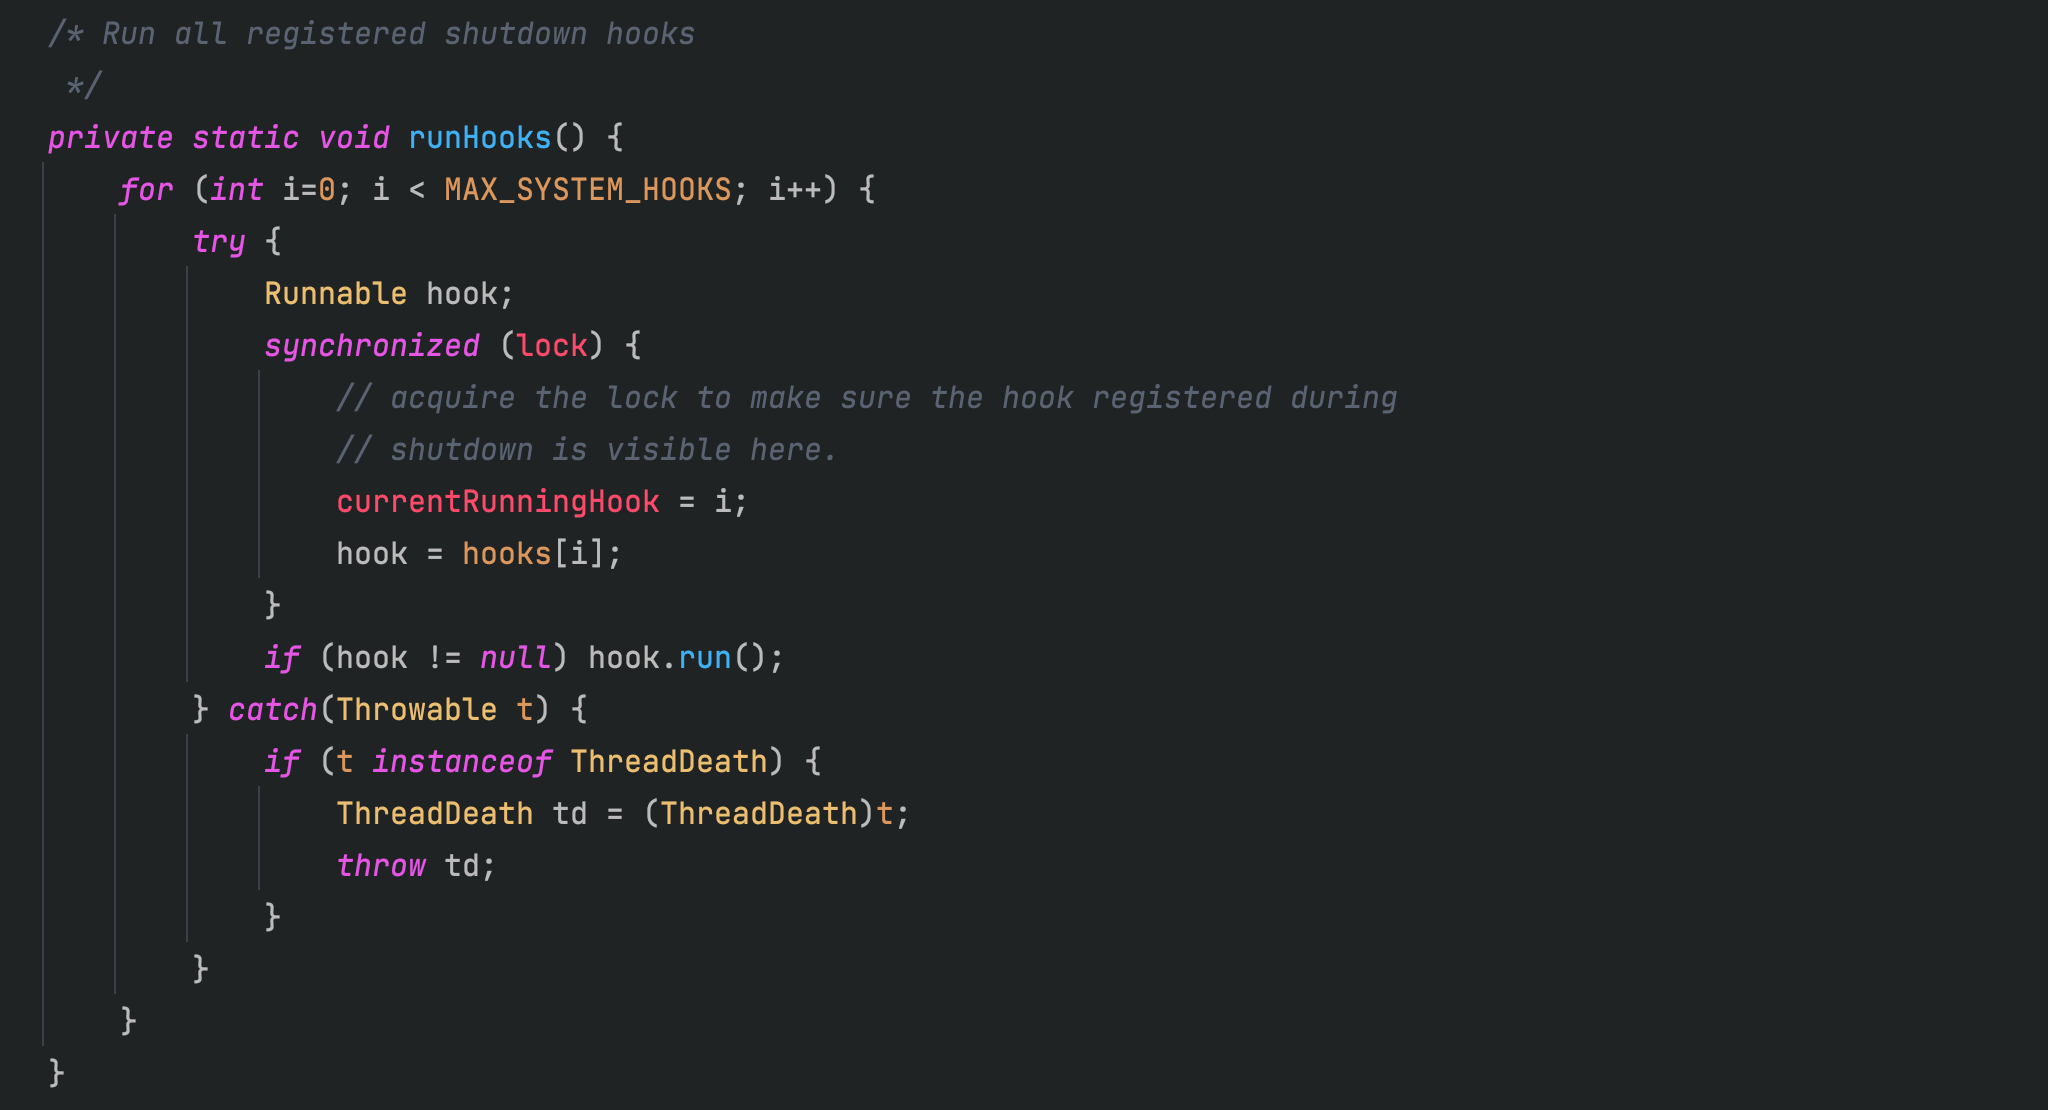 /* Run all registered shutdown hooks
 */
private static void runHooks() {
    for (int i=0; i < MAX_SYSTEM_HOOKS; i++) {
        try {
            Runnable hook;
            synchronized (lock) {
                // acquire the lock to make sure the hook registered during
                // shutdown is visible here.
                currentRunningHook = i;
                hook = hooks[i];
            }
            if (hook != null) hook.run();
        } catch(Throwable t) {
            if (t instanceof ThreadDeath) {
                ThreadDeath td = (ThreadDeath)t;
                throw td;
            }
        }
    }
}